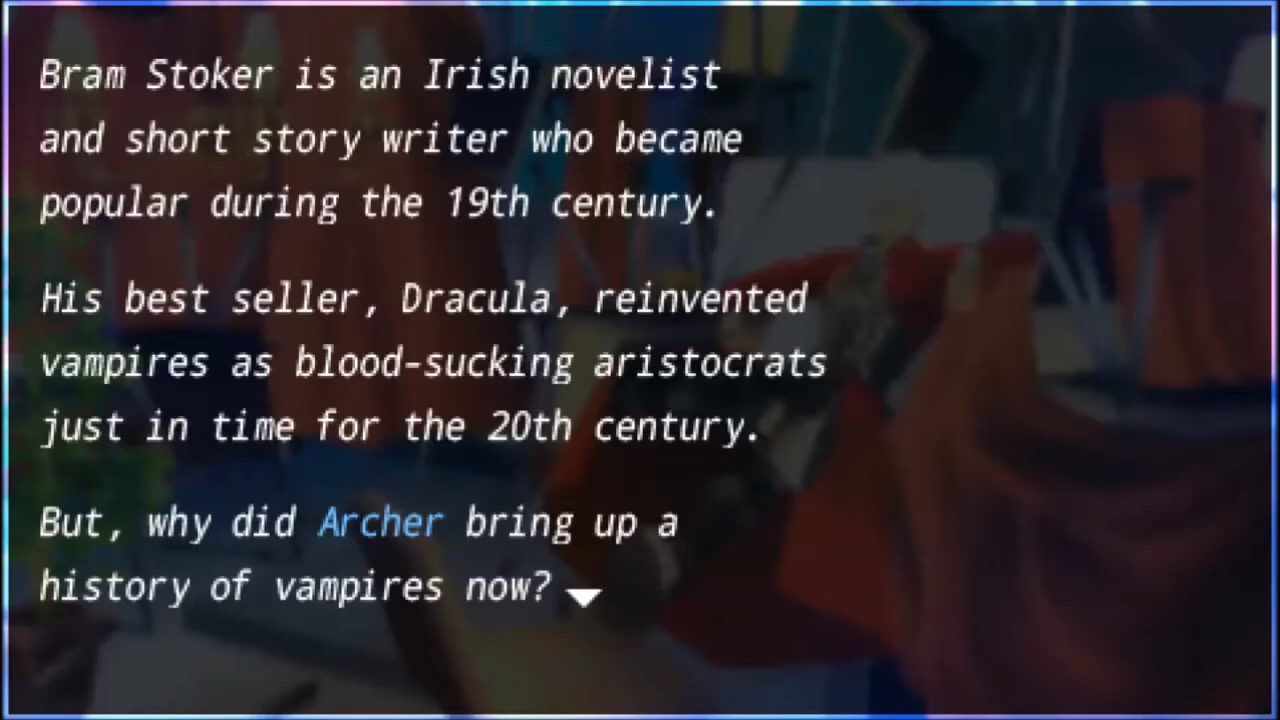 Bram Stoker is an Irish novelist
and short story writer who became
popular during the 19th century.
His best seller, Dracula, reinvented
vampires as blood-sucking aristocrats
just in time for the 20th century.
But, why did Archer bring up a
history of vampires now?